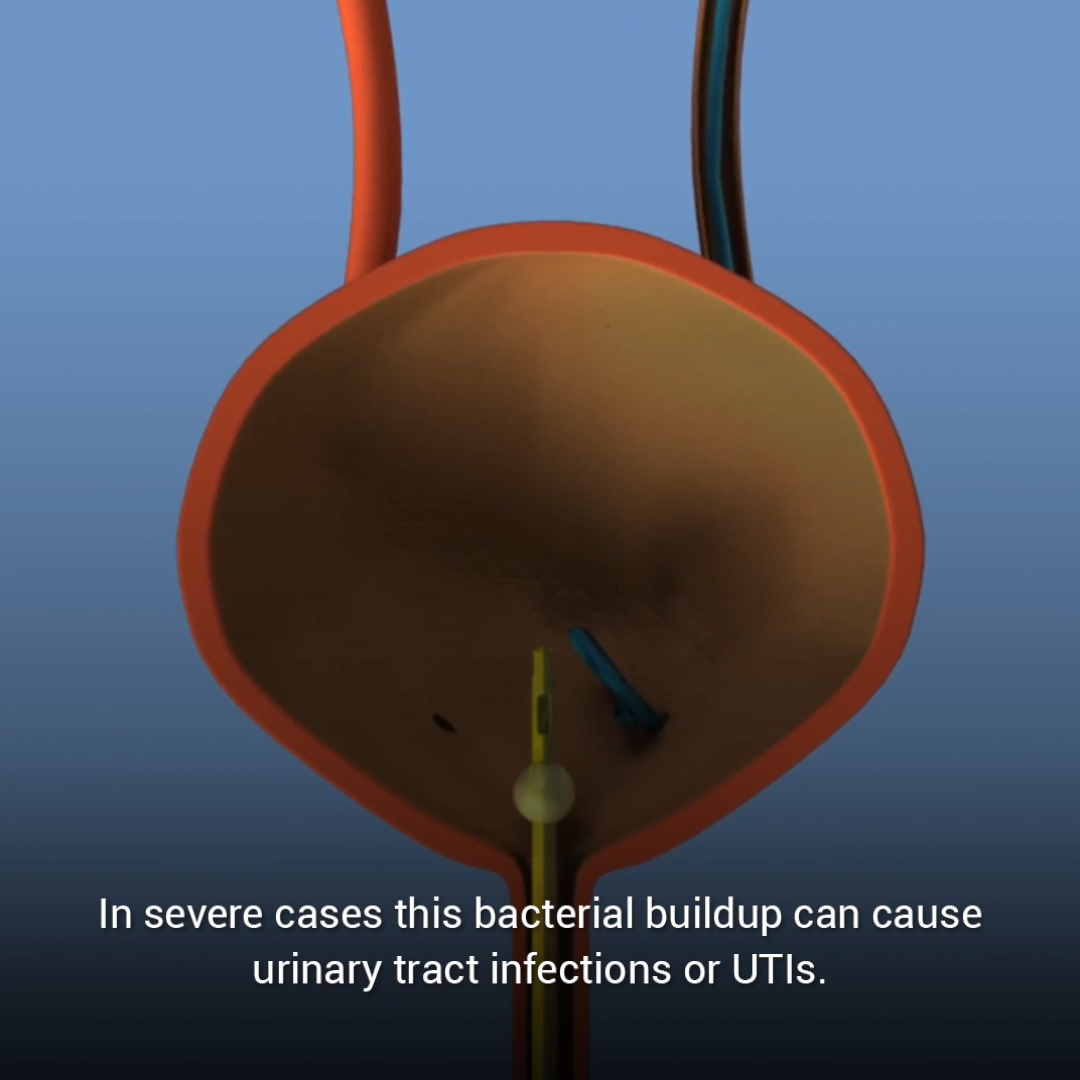 In severe cases this bacterial buildup can cause
urinary tract infections or UTIs.